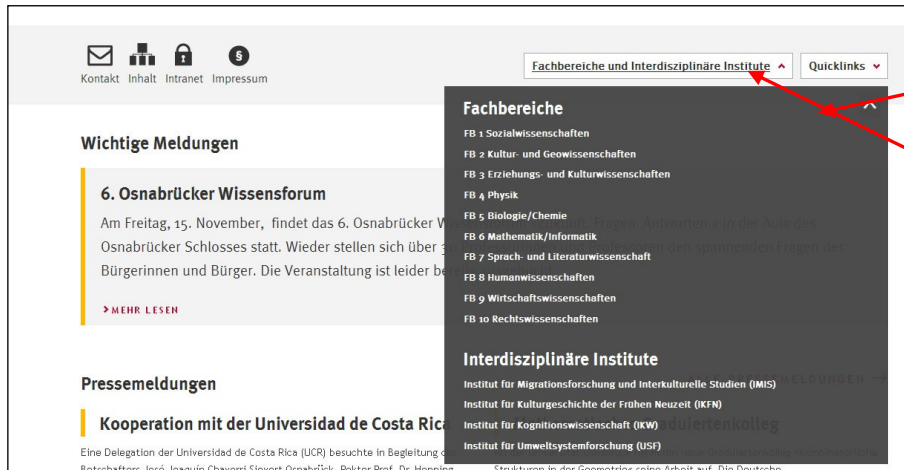 §
Kontakt Inhalt Intranet Impressum
Fachbereiche und Interdisziplinäre Institute
Quicklinks
Wichtige Meldungen
6. Osnabrücker Wissensforum
Am Freitag, 15. November, findet das 6. Osnabrücker
Osnabrücker Schlosses statt. Wieder stellen sich über
Bürgerinnen und Bürger. Die Veranstaltung ist leider
MEHR LESEN
Pressemeldungen
Kooperation mit der Universidad de Costa Rica
Eine Delegation der Universidad de Costa Rica (UCR) besuchte in Begleitung
Fachbereiche
FB 1 Sozialwissenschaften
FB 2 Kultur- und Geowissenschaften
FB 3 Erziehungs- und Kulturwissenschaften
FB 4 Physik
FB 5 Biologie/Chemie
FB 6 Mathematik/Informatik
FB 7 Sprach- und Literaturwissenschaft
FB 8 Humanwissenschaften
FB 9 Wirtschaftswissenschaften
FB 10 Rechtswissenschaften
Interdisziplinäre Institute
Institut für Migrationsforschung und Interkulturelle Studien (IMIS)
Institut für Kulturgeschichte der Frühen Neuzeit (IKFN)
Institut für Kognitionswissenschaft (IKW)
Institut für Umweltsystemforschung (USF)